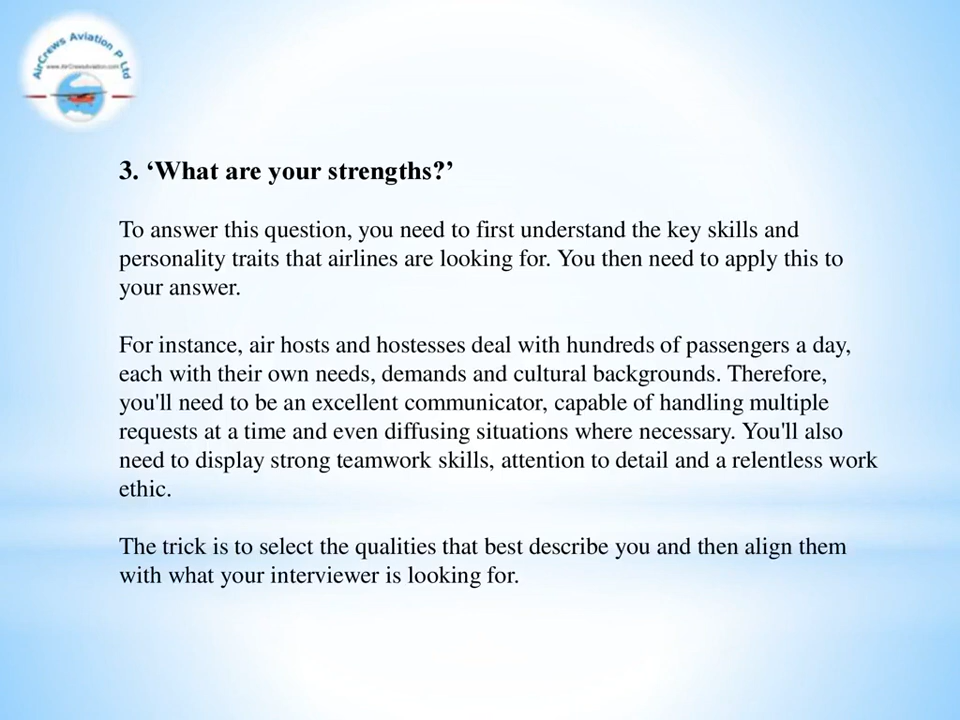 AirCrews Aviation P Ltd
www.AirCrewsAviation.com
3. ‘What are your strengths?’
To answer this question, you need to first understand the key skills and
personality traits that airlines are looking for. You then need to apply this to
your answer.
For instance, air hosts and hostesses deal with hundreds of passengers a day,
each with their own needs, demands and cultural backgrounds. Therefore,
you'll need to be an excellent communicator, capable of handling multiple
requests at a time and even diffusing situations where necessary. You'll also
need to display strong teamwork skills, attention to detail and a relentless work
ethic.
The trick is to select the qualities that best describe you and then align them
with what your interviewer is looking for.